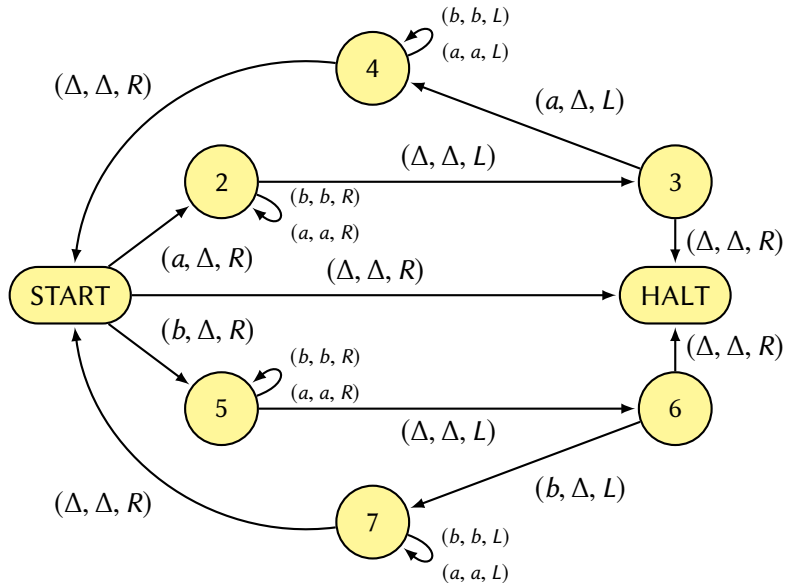 (b, b, L)
(a, a, L)
4
(Δ, Δ, R)
(a, Δ, L)
(Δ, Δ, L)
2
3
(b, b, R)
(a, a, R)
(Δ, Δ, R)
(a, Δ, R)
(Δ, Δ, R)
START
HALT
(b, Δ, R)
(Δ, Δ, R)
(b, b, R)
(a, a, R)
5
6
(Δ, Δ, L)
(b, Δ, L)
(Δ, Δ, R)
7
(b, b, L)
(a, a, L)